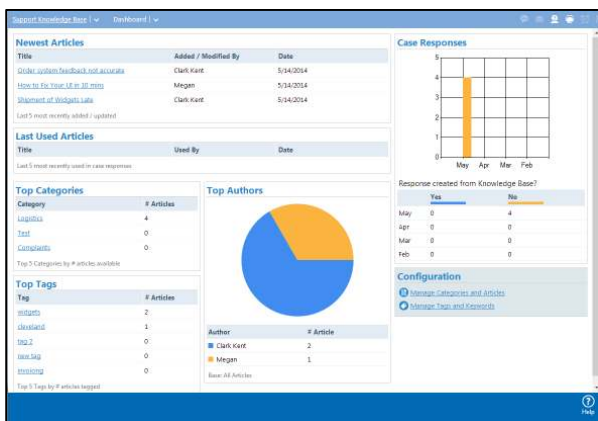 Support Knowledge Base | Dashboard |
Newest Articles
Title Added / Modified By Date
Order system feedback not accurate Clark Kent 5/14/2014
How to Fix Your UI in 10 mins Megan 5/14/2014
Shipment of Widgets Late Clark Kent 5/14/2014
Last 5 most recently added / updated
Last Used Articles
Title Used By Date
Last 5 most recently used in case responses
Top Categories
Category # Articles
Logistics 4
Test 0
Complaints 0
Top 5 Categories by # articles available
Top Tags
Tag # Articles
widgets 2
cleveland 1
tag 2 0
new tag 0
invoicing 0
Top 5 Tags by # articles tagged
Top Authors
Author # Article
Clark Kent 2
Megan 1
Base: All Articles
Case Responses
5
4
3
2
1
0
May Apr Mar Feb
Response created from Knowledge Base?
Yes No
May 0 4
Apr 0 0
Mar 0 0
Feb 0 0
Configuration
Manage Categories and Articles
Manage Tags and Keywords
Help